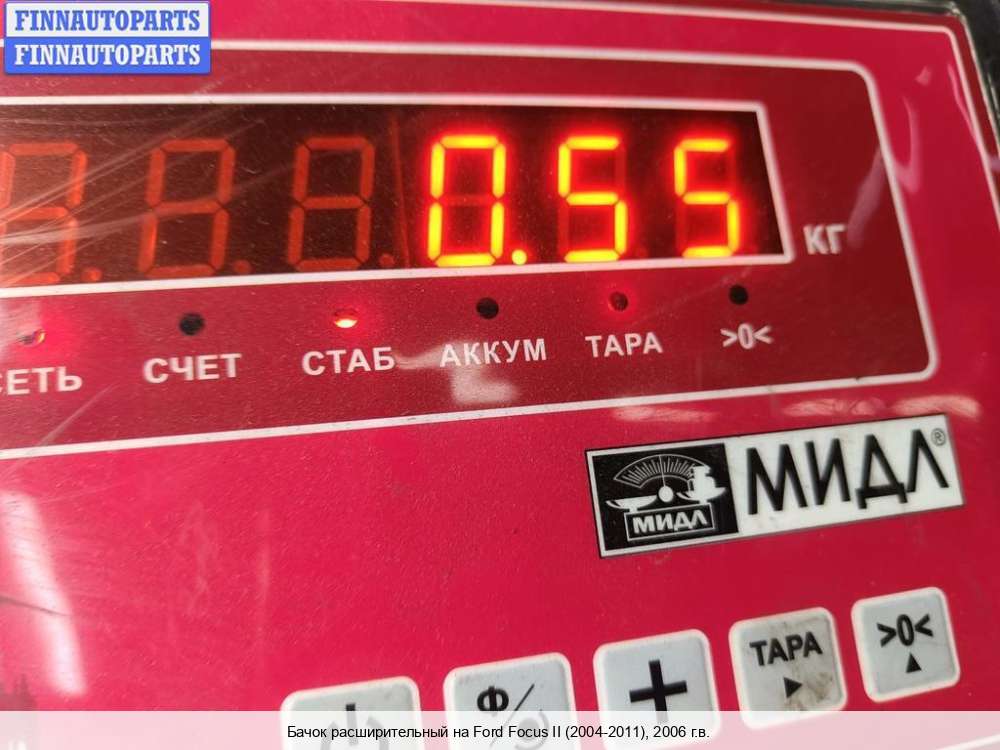 FINNAUTOPARTS
FINNAUTOPARTS
0.55
КГ
СЕТЬ СЧЕТ СТАБ АККУМ ТАРА >0<
МИДЛ МИДЛ®
Ф/ + ТАРА >0<
Бачок расширительный на Ford Focus II (2004-2011), 2006 г.в.